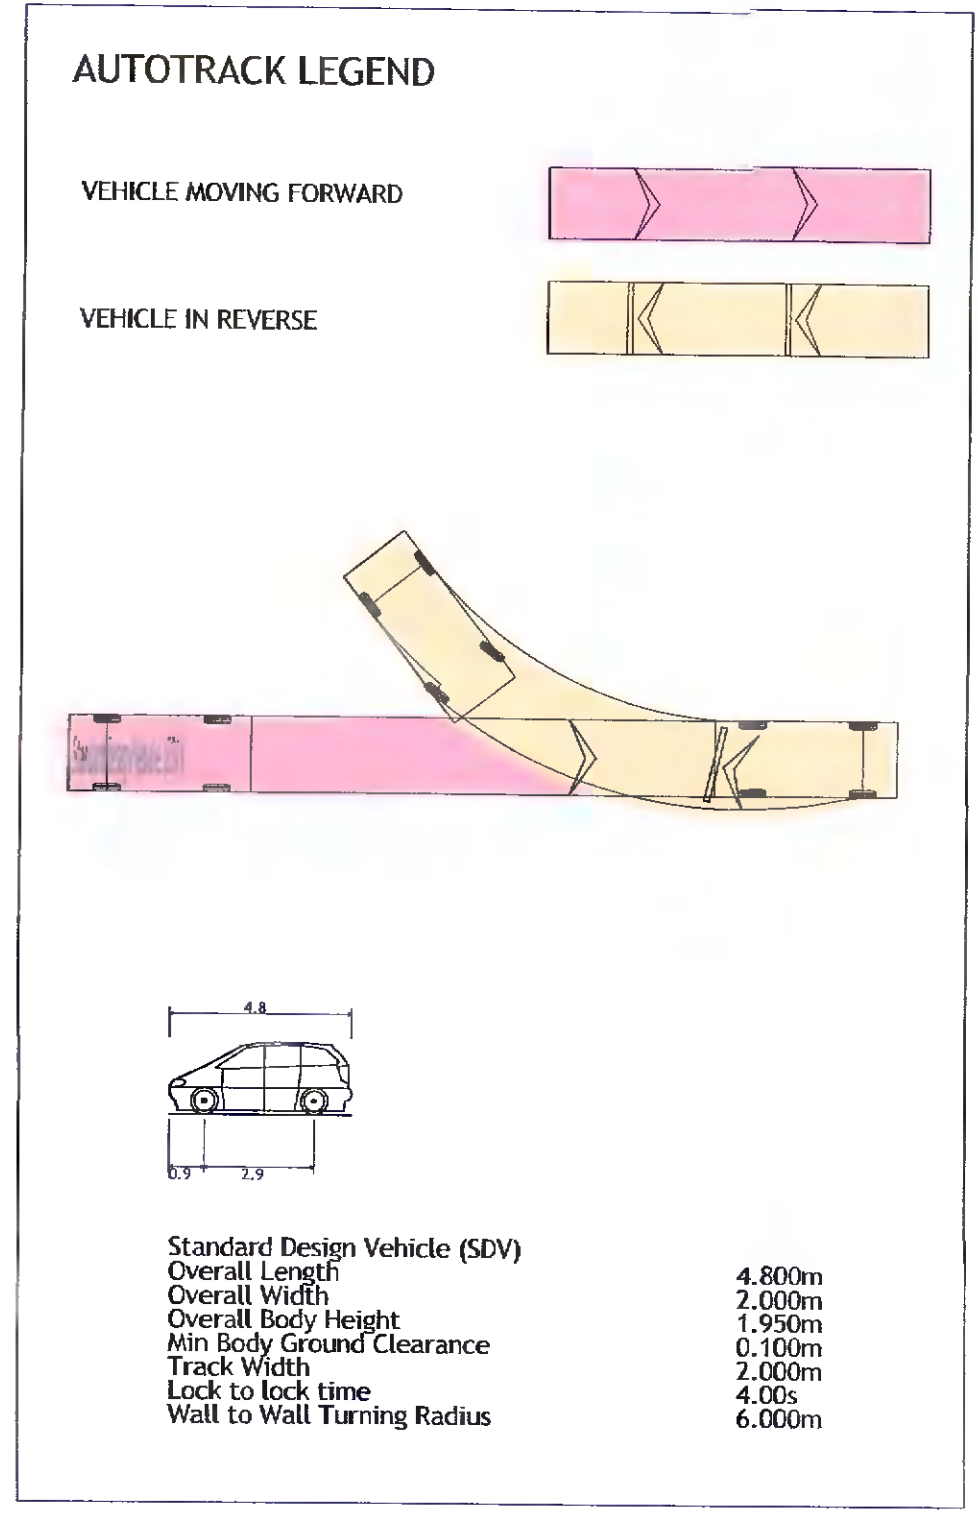 AUTOTRACK LEGEND
VEHICLE MOVING FORWARD
VEHICLE IN REVERSE
4.8
0.9 2.9
Standard Design Vehicle (SDV)
Overall Length 4.800m
Overall Width 2.000m
Overall Body Height 1.950m
Min Body Ground Clearance 0.100m
Track Width 2.000m
Lock to lock time 4.00s
Wall to Wall Turning Radius 6.000m